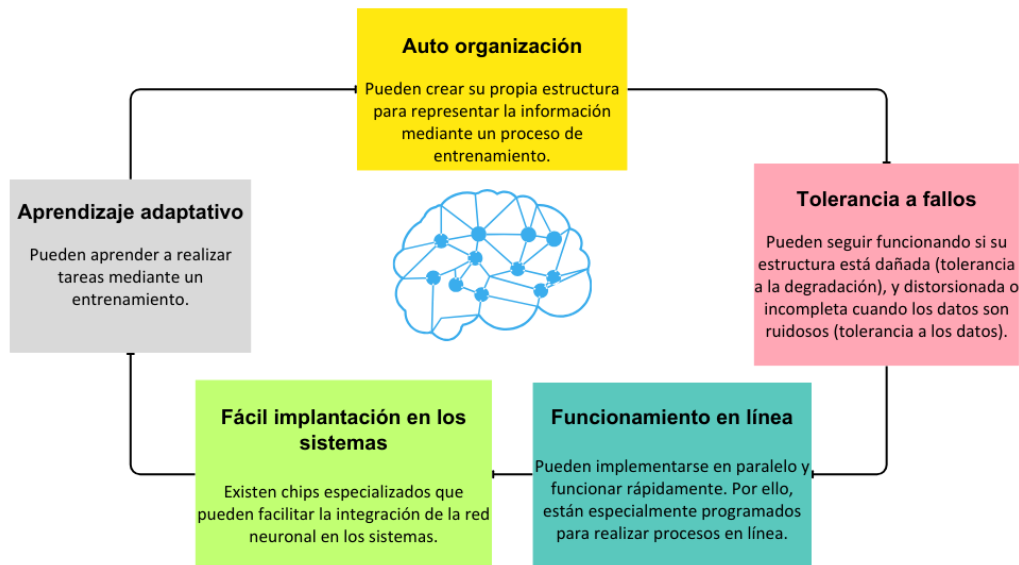 Auto organización
Pueden crear su propia estructura
para representar la información
mediante un proceso de
entrenamiento.
Tolerancia a fallos
Pueden seguir funcionando si su
estructura está dañada (tolerancia
a la degradación), y distorsionada o
incompleta cuando los datos son
ruidosos (tolerancia a los datos).
Funcionamiento en línea
Pueden implementarse en paralelo y
funcionar rápidamente. Por ello,
están especialmente programados
para realizar procesos en línea.
Fácil implantación en los
sistemas
Existen chips especializados que
pueden facilitar la integración de la red
neuronal en los sistemas.
Aprendizaje adaptativo
Pueden aprender a realizar
tareas mediante un
entrenamiento.